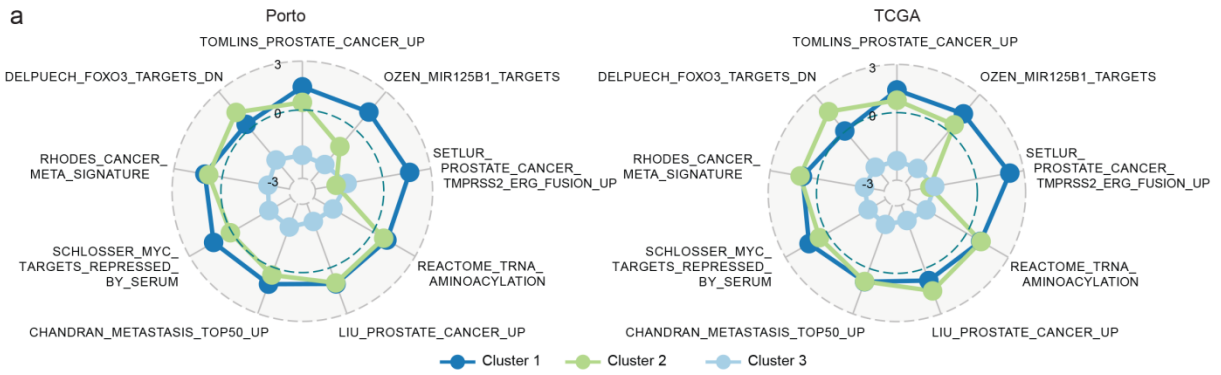 a
Porto
TOMLINS_PROSTATE_CANCER_UP
DELPUECH_FOXO3_TARGETS_DN
3
OZEN_MIR125B1_TARGETS
0
RHODES_CANCER_
META_SIGNATURE
-3
SETLUR_
PROSTATE_CANCER_
TMPRSS2_ERG_FUSION_UP
SCHLOSSER_MYC_
TARGETS_REPRESSED_
BY_SERUM
REACTOME_TRNA_
AMINOACYLATION
CHANDRAN_METASTASIS_TOP50_UP
LIU_PROSTATE_CANCER_UP
TCGA
TOMLINS_PROSTATE_CANCER_UP
DELPUECH_FOXO3_TARGETS_DN
3
OZEN_MIR125B1_TARGETS
0
RHODES_CANCER_
META_SIGNATURE
-3
SETLUR_
PROSTATE_CANCER_
TMPRSS2_ERG_FUSION_UP
SCHLOSSER_MYC_
TARGETS_REPRESSED_
BY_SERUM
REACTOME_TRNA_
AMINOACYLATION
CHANDRAN_METASTASIS_TOP50_UP
LIU_PROSTATE_CANCER_UP
Cluster 1
Cluster 2
Cluster 3